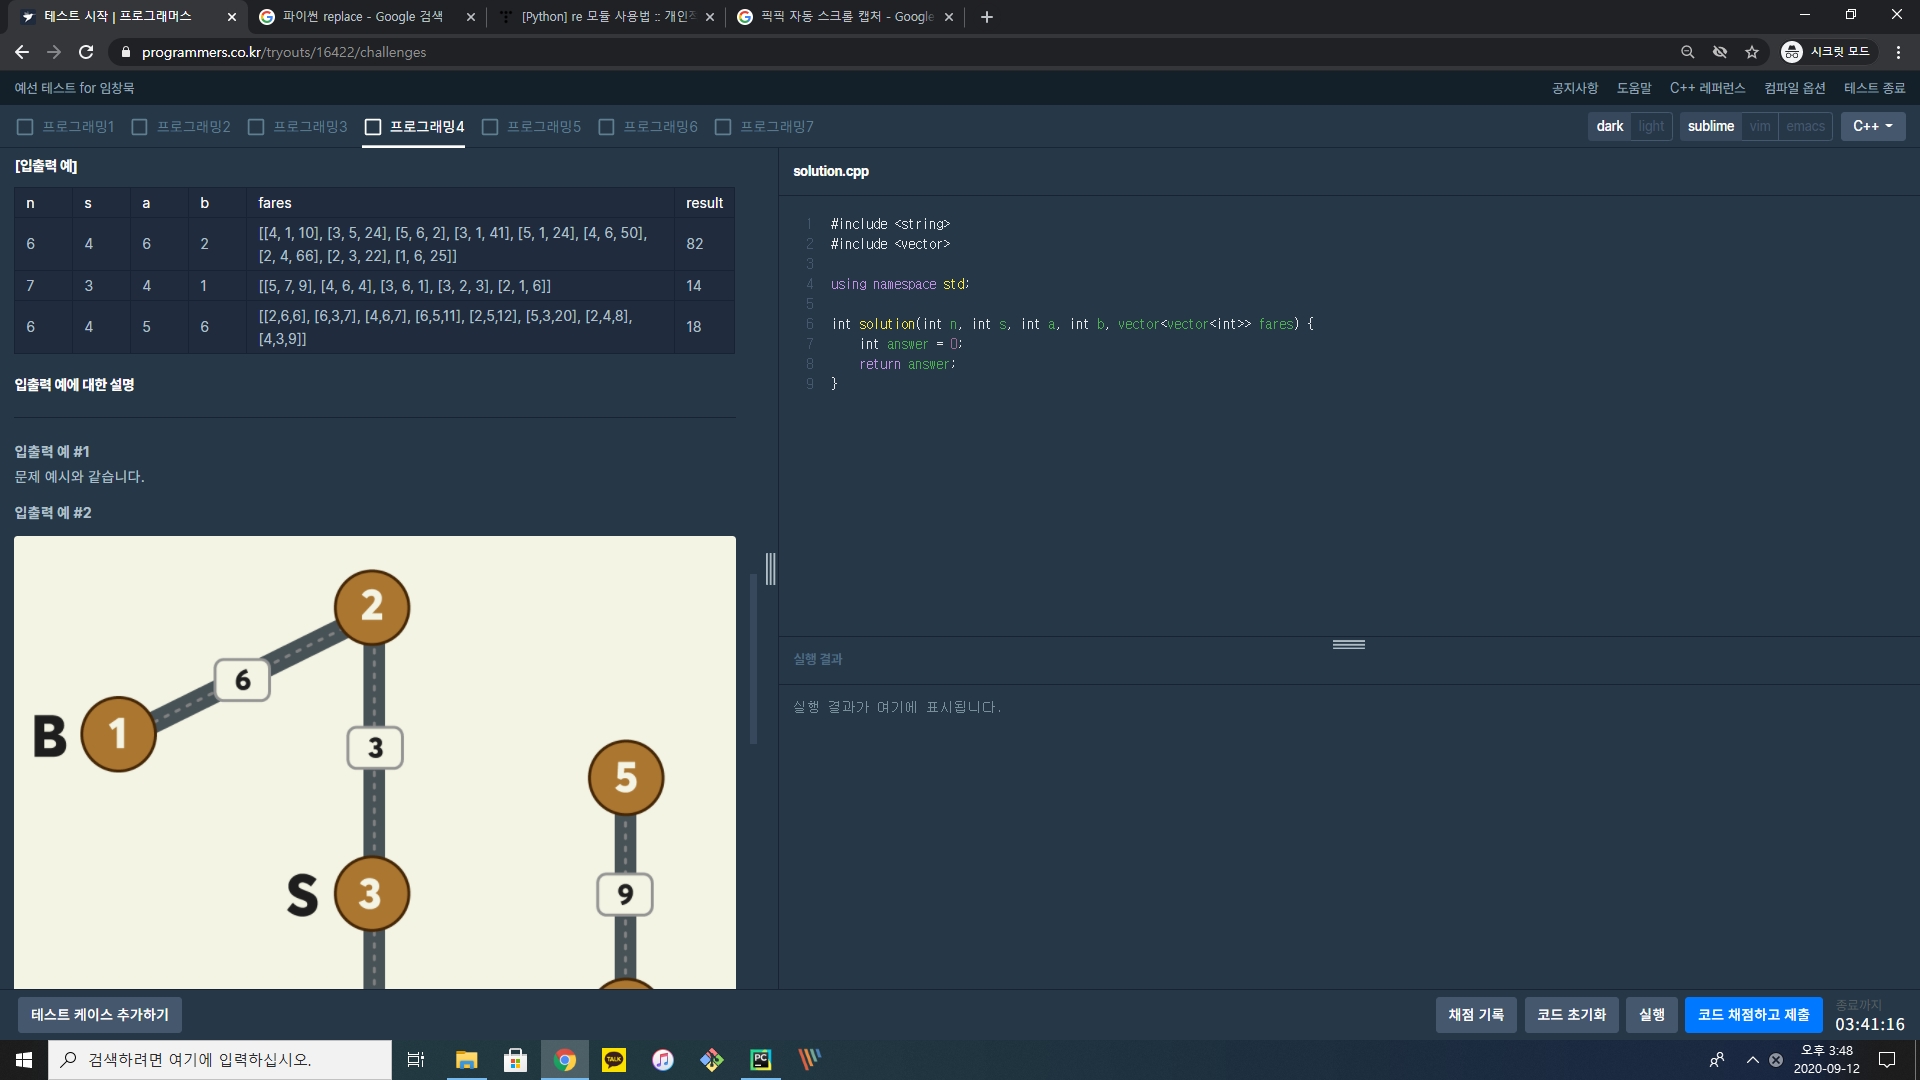 테스트 시작 | 프로그래머스
파이썬 replace - Google 검색
[Python] re 모듈 사용법 :: 개인적
픽픽 자동 스크롤 캡처 - Google
programmers.co.kr/tryouts/16422/challenges
시크릿 모드
예선 테스트 for 임창묵
공지사항 도움말 C++ 레퍼런스 컴파일 옵션 테스트 종료
프로그래밍1 프로그래밍2 프로그래밍3 프로그래밍4 프로그래밍5 프로그래밍6 프로그래밍7
dark light sublime vim emacs C++
[입출력 예]
n s a b fares result
6 4 6 2 [[4, 1, 10], [3, 5, 24], [5, 6, 2], [3, 1, 41], [5, 1, 24], [4, 6, 50], 82
[2, 4, 66], [2, 3, 22], [1, 6, 25]]
7 3 4 1 [[5, 7, 9], [4, 6, 4], [3, 6, 1], [3, 2, 3], [2, 1, 6]] 14
6 4 5 6 [[2,6,6], [6,3,7], [4,6,7], [6,5,11], [2,5,12], [5,3,20], [2,4,8], 18
[4,3,9]]
입출력 예에 대한 설명
입출력 예 #1
문제 예시와 같습니다.
입출력 예 #2
2
6
B 1
3
5
S 3
9
solution.cpp
1 #include <string>
2 #include <vector>
3
4 using namespace std;
5
6 int solution(int n, int s, int a, int b, vector<vector<int>> fares) {
7 int answer = 0;
8 return answer;
9 }
실행 결과
실행 결과가 여기에 표시됩니다.
테스트 케이스 추가하기
채점 기록 코드 초기화 실행 코드 채점하고 제출
종료까지
03:41:16
검색하려면 여기에 입력하십시오.
TALK
PC
오후 3:48
2020-09-12